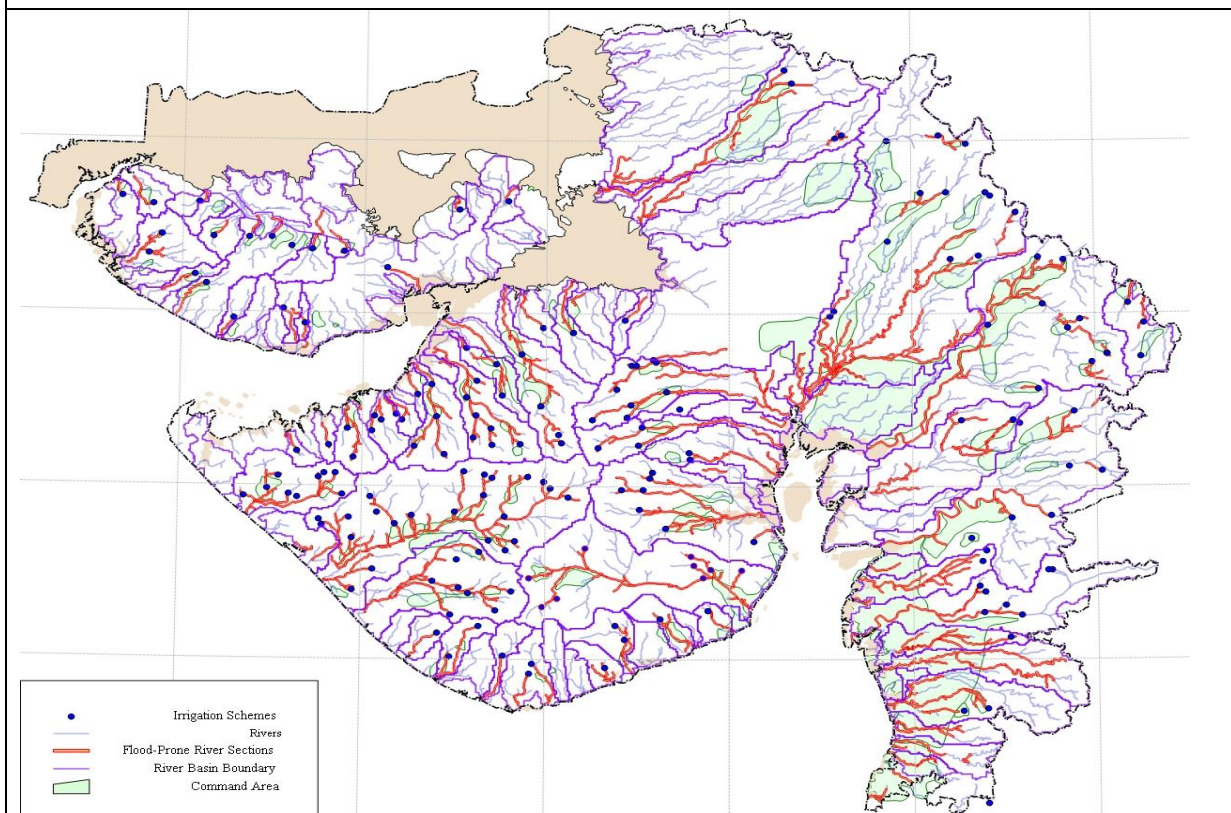 Irrigation Schemes
Rivers
Flood-Prone River Sections
River Basin Boundary
Command Area